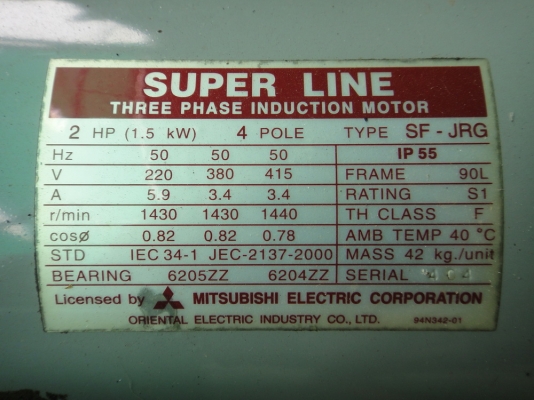 SUPER LINE
THREE PHASE INDUCTION MOTOR
2 HP (1.5 kW) 4 POLE TYPE SF - JRG
Hz 50 50 50 IP 55
V 220 380 415 FRAME 90L
A 5.9 3.4 3.4 RATING S1
r/min 1430 1430 1440 TH CLASS F
cosø 0.82 0.82 0.78 AMB TEMP 40 °C
STD IEC 34-1 JEC-2137-2000 MASS 42 kg./unit
BEARING 6205ZZ 6204ZZ SERIAL
Licensed by MITSUBISHI ELECTRIC CORPORATION
ORIENTAL ELECTRIC INDUSTRY CO., LTD. 94N342-01